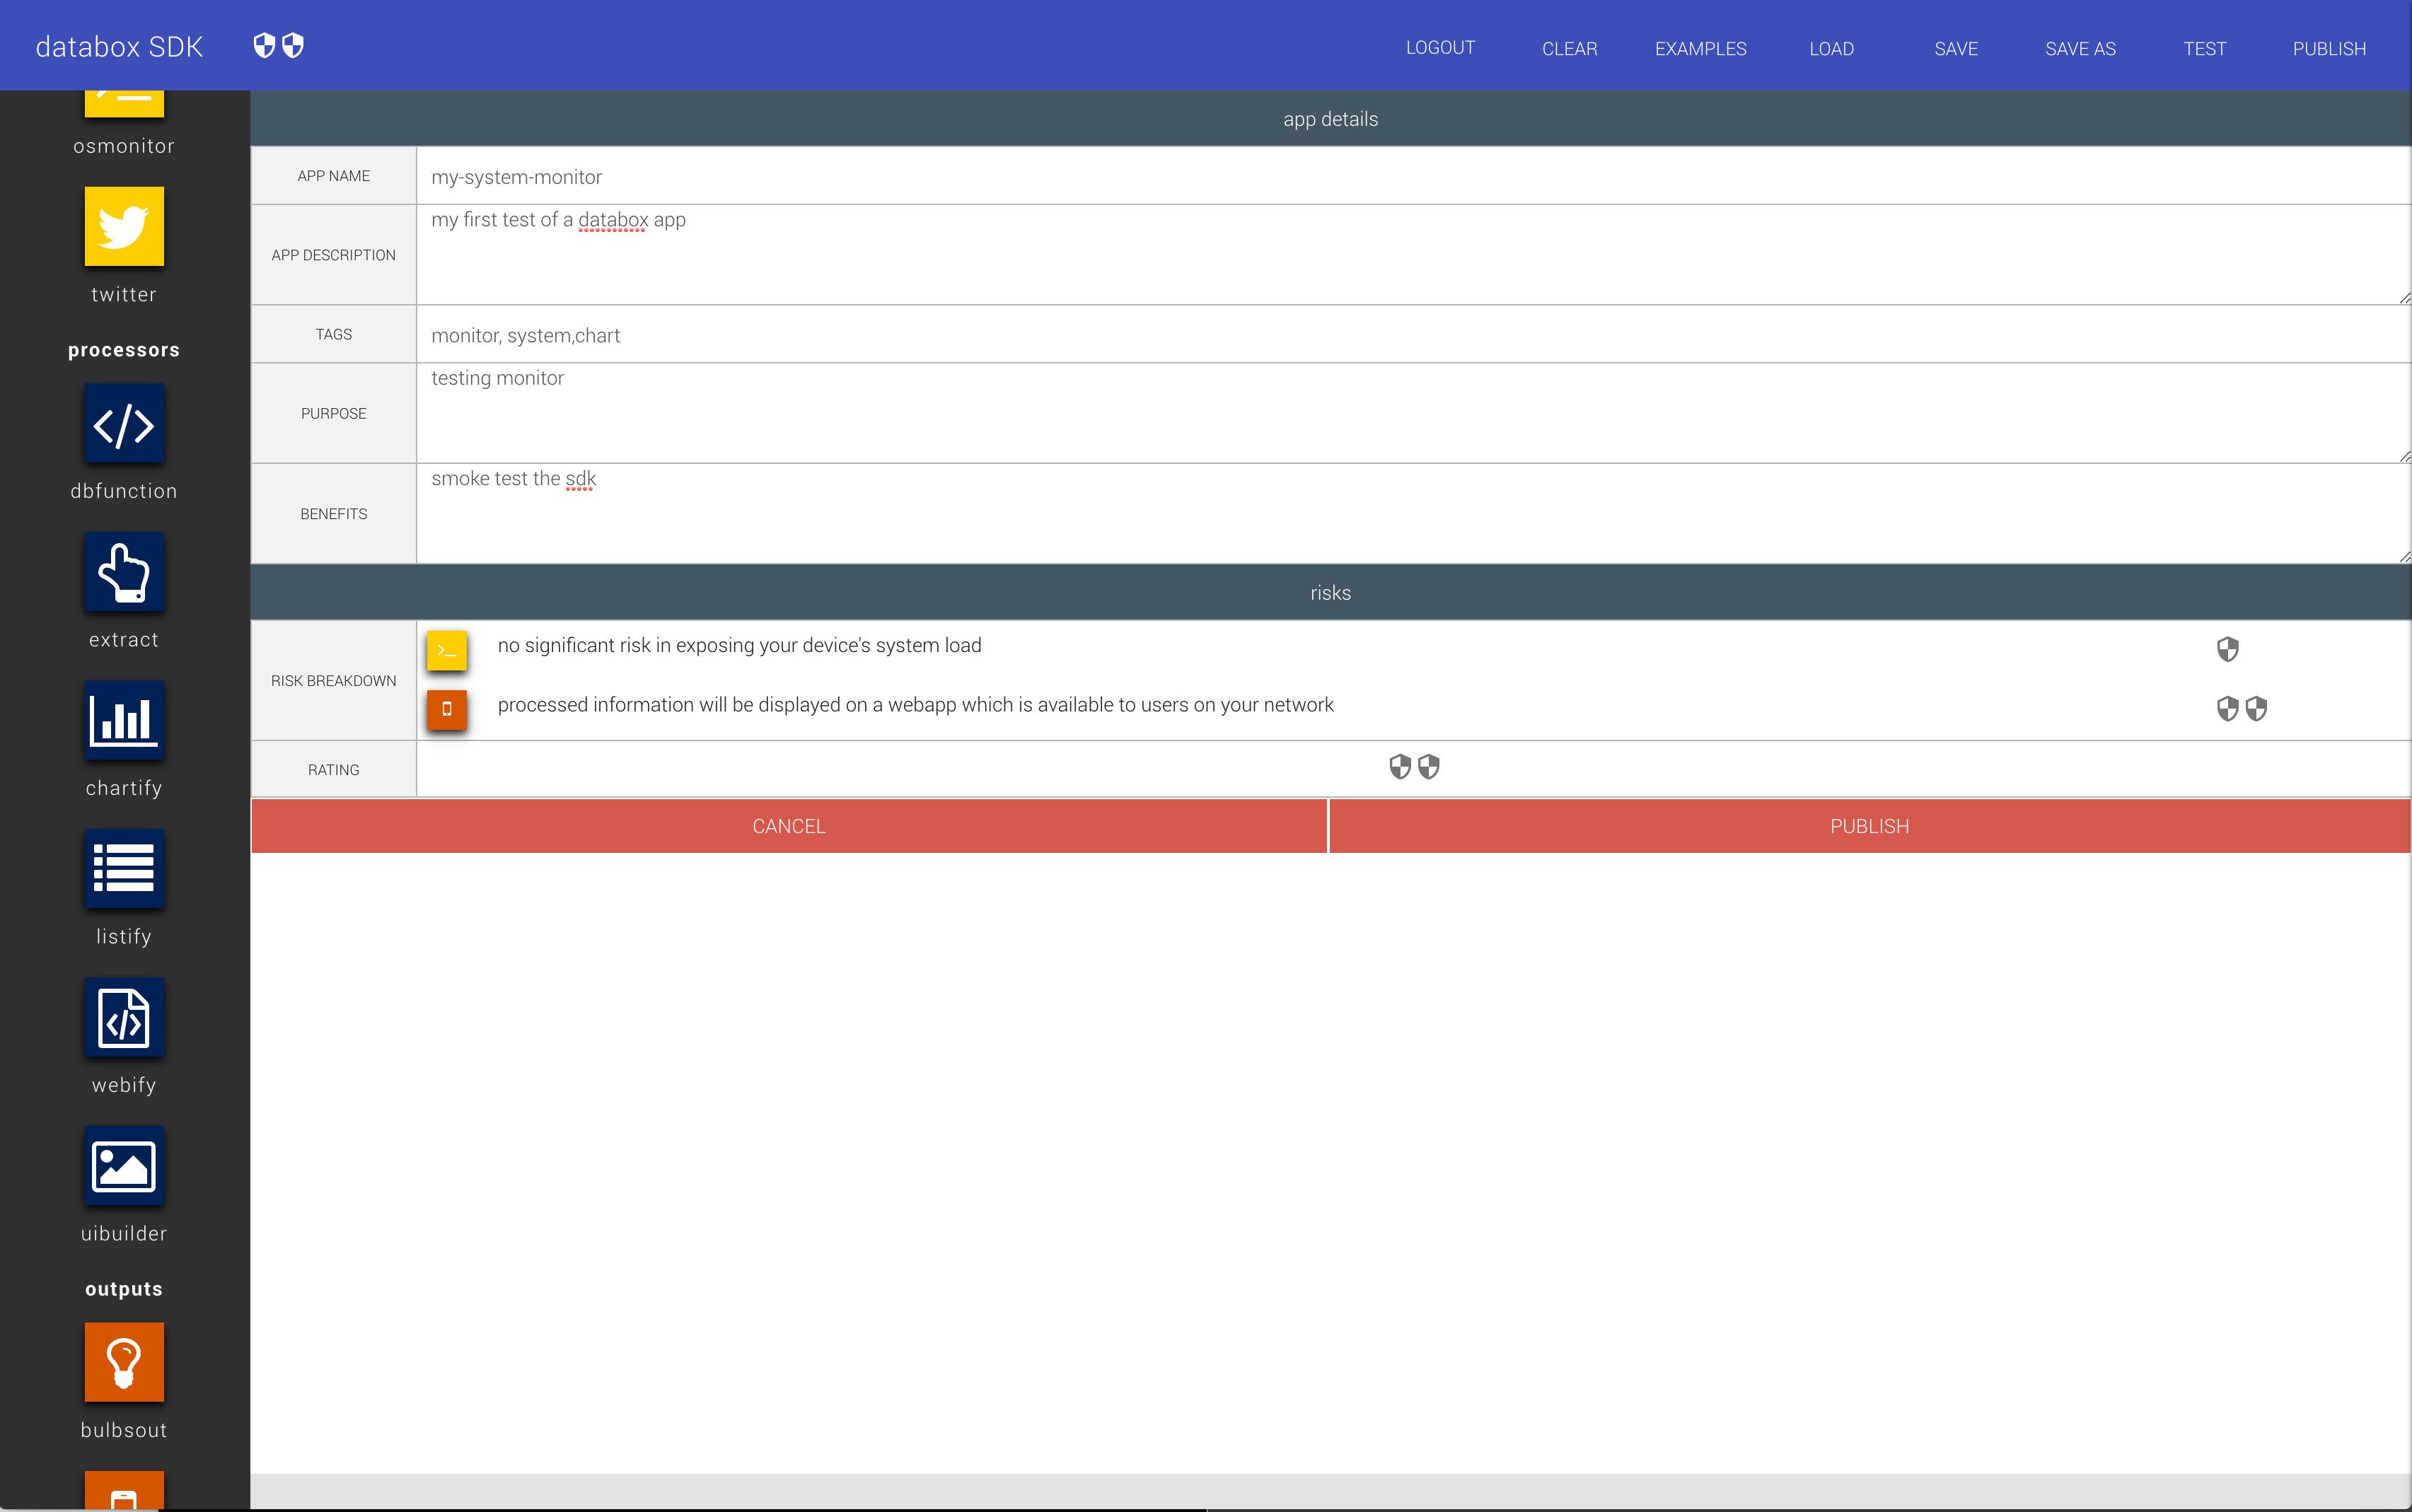 databox SDK
LOGOUT
CLEAR
EXAMPLES
LOAD
SAVE
SAVE AS
TEST
PUBLISH
osmonitor
twitter
processors
dbfunction
extract
chartify
listify
webify
uibuilder
outputs
bulbsout
app details
APP NAME
my-system-monitor
APP DESCRIPTION
my first test of a databox app
TAGS
monitor, system,chart
PURPOSE
testing monitor
BENEFITS
smoke test the sdk
risks
RISK BREAKDOWN
no significant risk in exposing your device's system load
processed information will be displayed on a webapp which is available to users on your network
RATING
CANCEL
PUBLISH